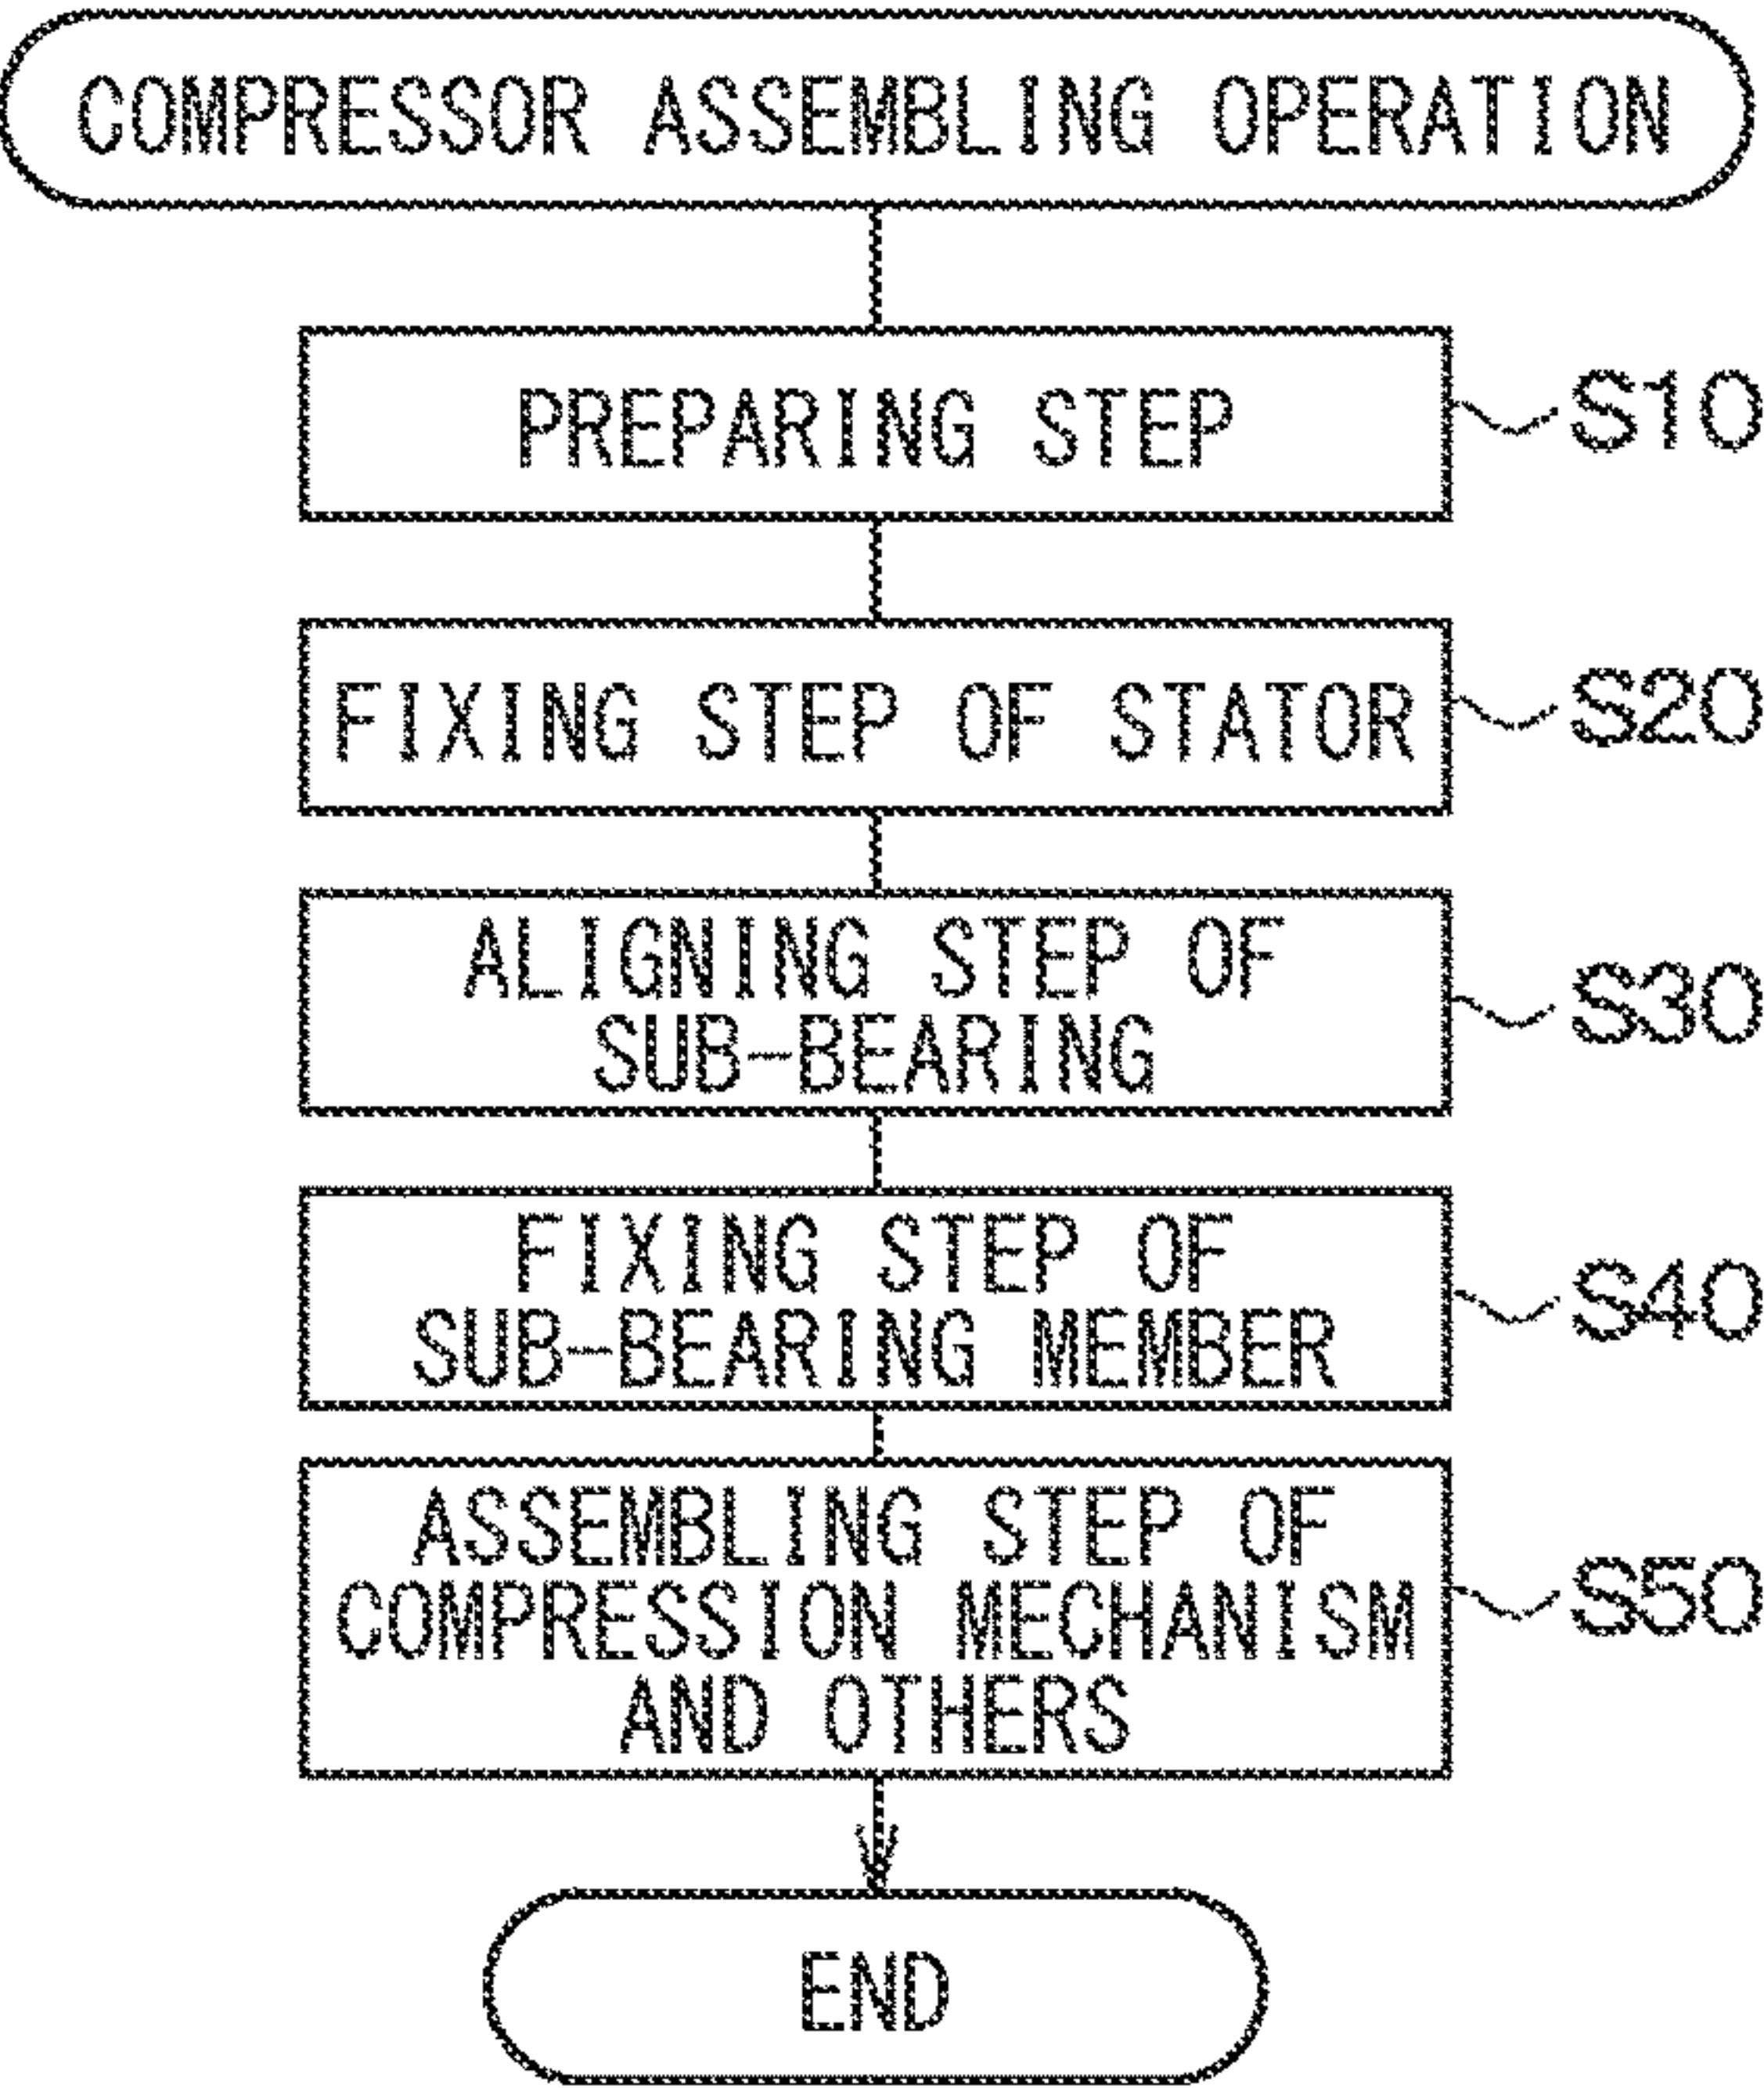 COMPRESSOR ASSEMBLING OPERATION
PREPARING STEP
S10
FIXING STEP OF STATOR
S20
ALIGNING STEP OF
SUB-BEARING
S30
FIXING STEP OF
SUB-BEARING MEMBER
S40
ASSEMBLING STEP OF
COMPRESSION MECHANISM
AND OTHERS
S50
END